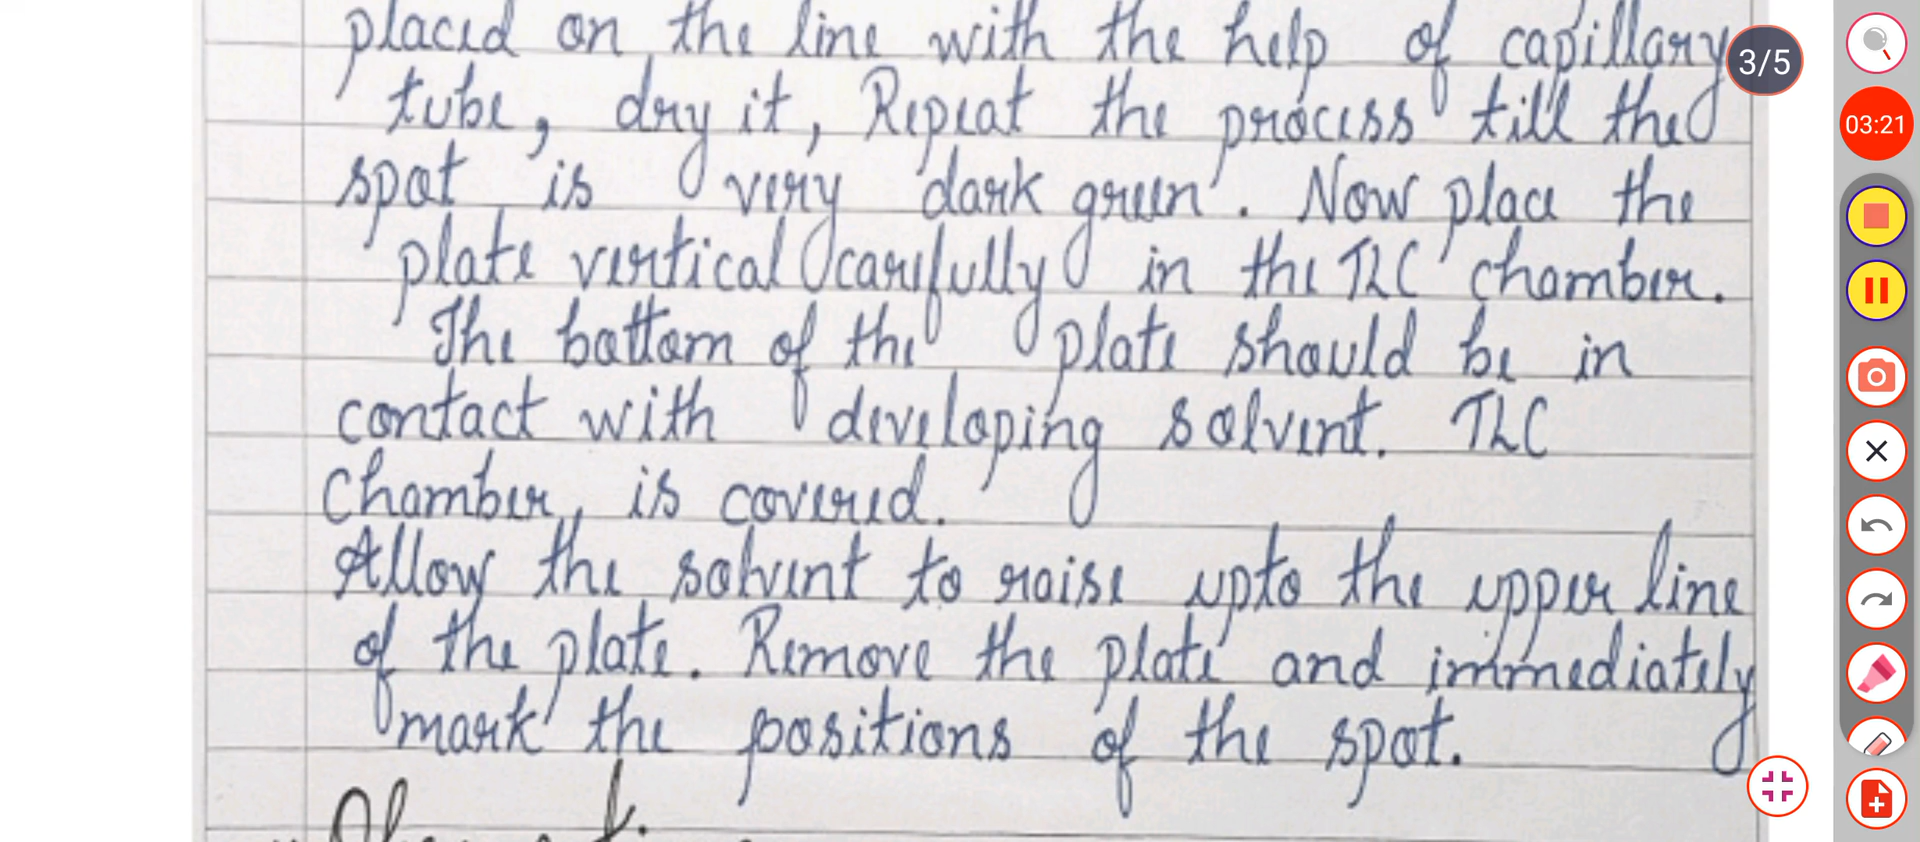 placed on the line with the help of capillary
tube, dry it, Repeat the process till the
spot is very dark green. Now place the
plate vertical carefully in the TLC chamber.
The bottom of the plate should be in
contact with developing solvent. TLC
Chamber, is covered.
Allow the solvent to raise upto the upper line
of the plate. Remove the plate and immediately
mark the positions of the spot.
3/5
03:21